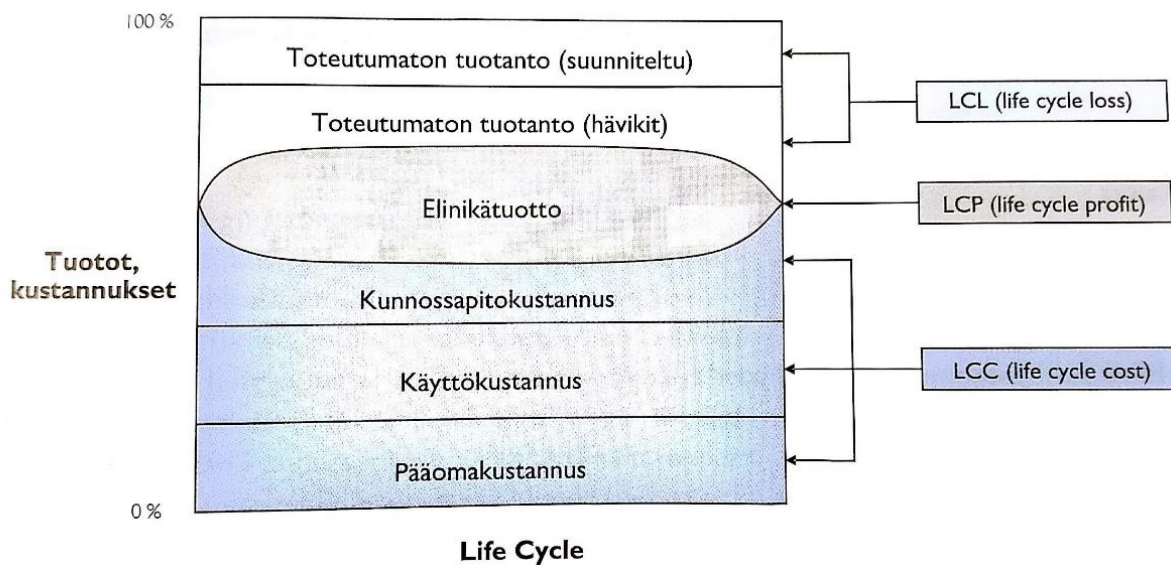 100 %
Toteutumaton tuotanto (suunniteltu)
LCL (life cycle loss)
Toteutumaton tuotanto (hävikit)
Elinikätuotto
LCP (life cycle profit)
Tuotot,
kustannukset
Kunnossapitokustannus
Käyttökustannus
LCC (life cycle cost)
Pääomakustannus
0 %
Life Cycle